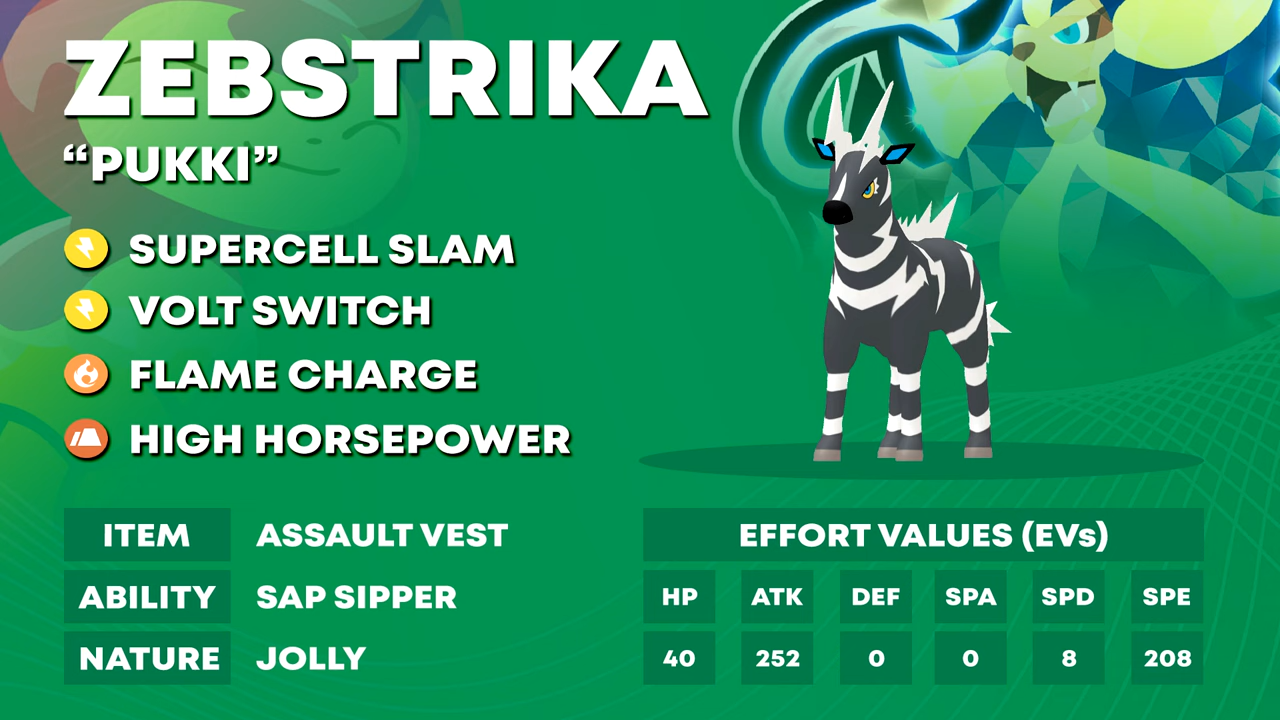 ZEBSTRIKA
“PUKKI”
SUPERCELL SLAM
VOLT SWITCH
FLAME CHARGE
HIGH HORSEPOWER
ITEM ASSAULT VEST
ABILITY SAP SIPPER
NATURE JOLLY
EFFORT VALUES (EVs)
HP ATK DEF SPA SPD SPE
40 252 0 0 8 208